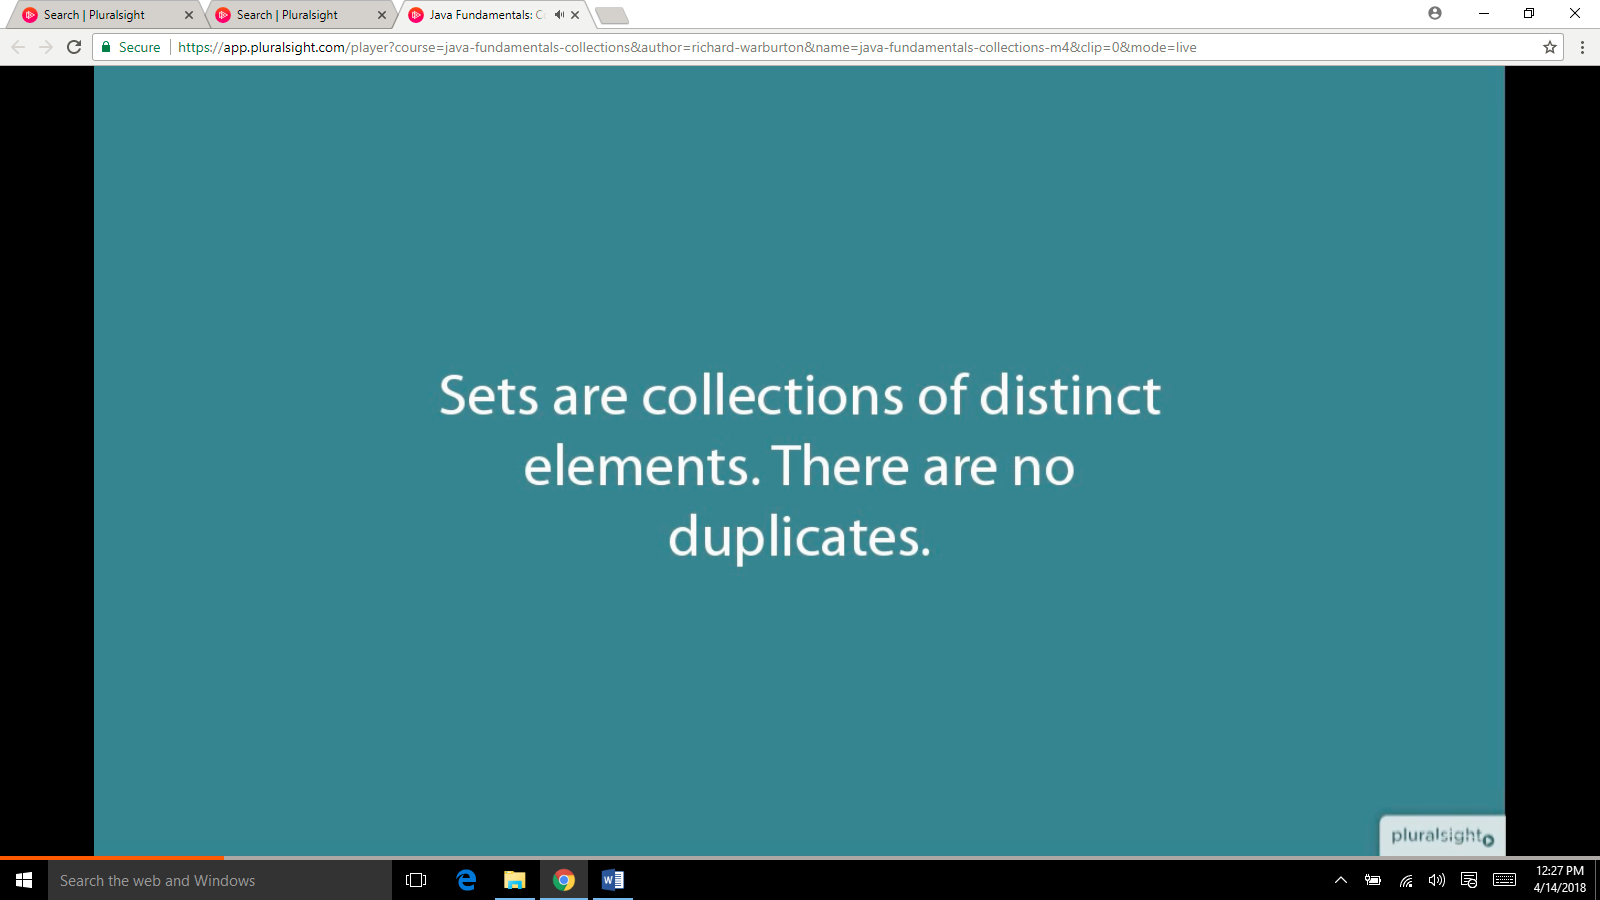 Search | Pluralsight
Search | Pluralsight
Java Fundamentals: C
Secure
https://app.pluralsight.com/player?course=java-fundamentals-collections&author=richard-warburton&name=java-fundamentals-collections-m4&clip=0&mode=live
Sets are collections of distinct
elements. There are no
duplicates.
pluralsight
Search the web and Windows
12:27 PM
4/14/2018